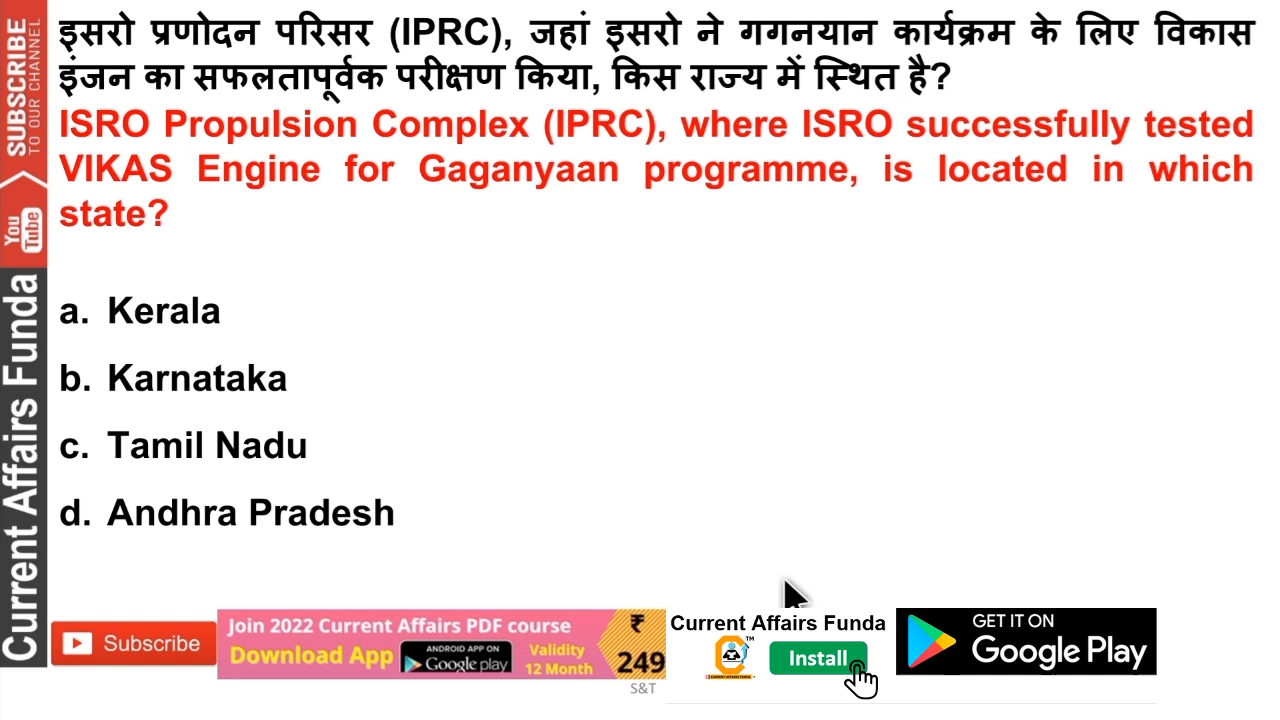 इसरो प्रणोदन परिसर (IPRC), जहां इसरो ने गगनयान कार्यक्रम के लिए विकास
इंजन का सफलतापूर्वक परीक्षण किया, किस राज्य में स्थित है?
ISRO Propulsion Complex (IPRC), where ISRO successfully tested
VIKAS Engine for Gaganyaan programme, is located in which
state?
a. Kerala
b. Karnataka
c. Tamil Nadu
d. Andhra Pradesh
SUBSCRIBE
TO OUR CHANNEL
You
Tube
Current Affairs Funda
Subscribe
Join 2022 Current Affairs PDF course
Download App
ANDROID APP ON
Google play
Validity
12 Month
₹
249
S&T
Current Affairs Funda
TM
Install
GET IT ON
Google Play